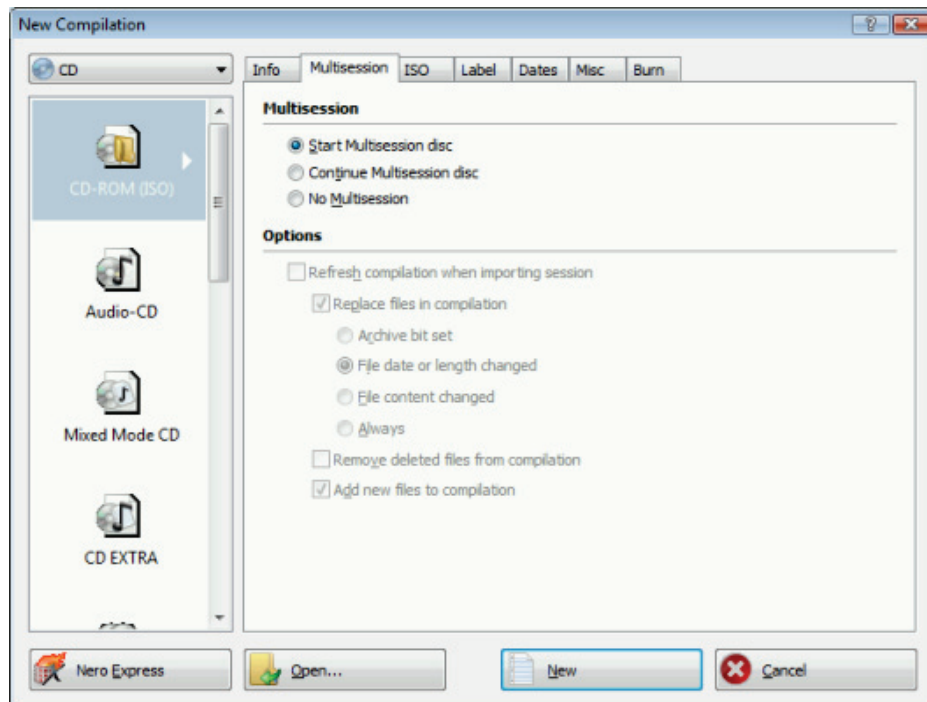 New Compilation
CD
Info Multisession ISO Label Dates Misc Burn
CD-ROM (ISO)
Audio-CD
Mixed Mode CD
CD EXTRA
Multisession
Start Multisession disc
Continue Multisession disc
No Multisession
Options
Refresh compilation when importing session
Replace files in compilation
Archive bit set
File date or length changed
File content changed
Always
Remove deleted files from compilation
Add new files to compilation
Nero Express Open... New Cancel